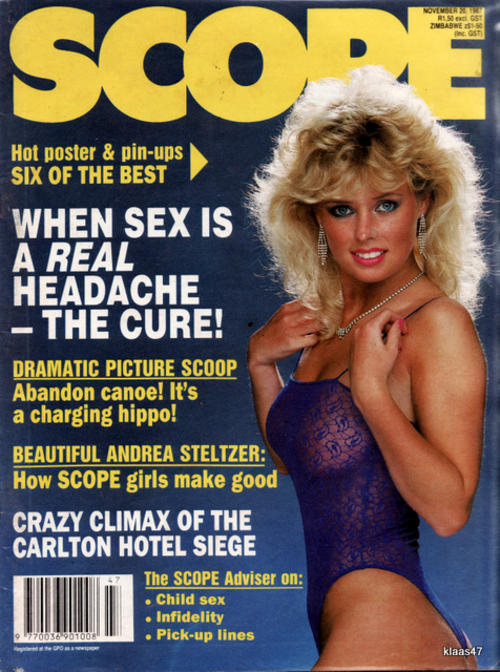 SCOPE
NOVEMBER 20, 1987
R1.50 excl. GST
ZIMBABWE z$1-50
(inc. GST)
Hot poster & pin-ups
SIX OF THE BEST
WHEN SEX IS
A REAL
HEADACHE
– THE CURE!
DRAMATIC PICTURE SCOOP
Abandon canoe! It's
a charging hippo!
BEAUTIFUL ANDREA STELTZER:
How SCOPE girls make good
CRAZY CLIMAX OF THE
CARLTON HOTEL SIEGE
The SCOPE Adviser on:
• Child sex
• Infidelity
• Pick-up lines
4 7
9 770036 901008
Registered at the GPO as a newspaper
klaas47